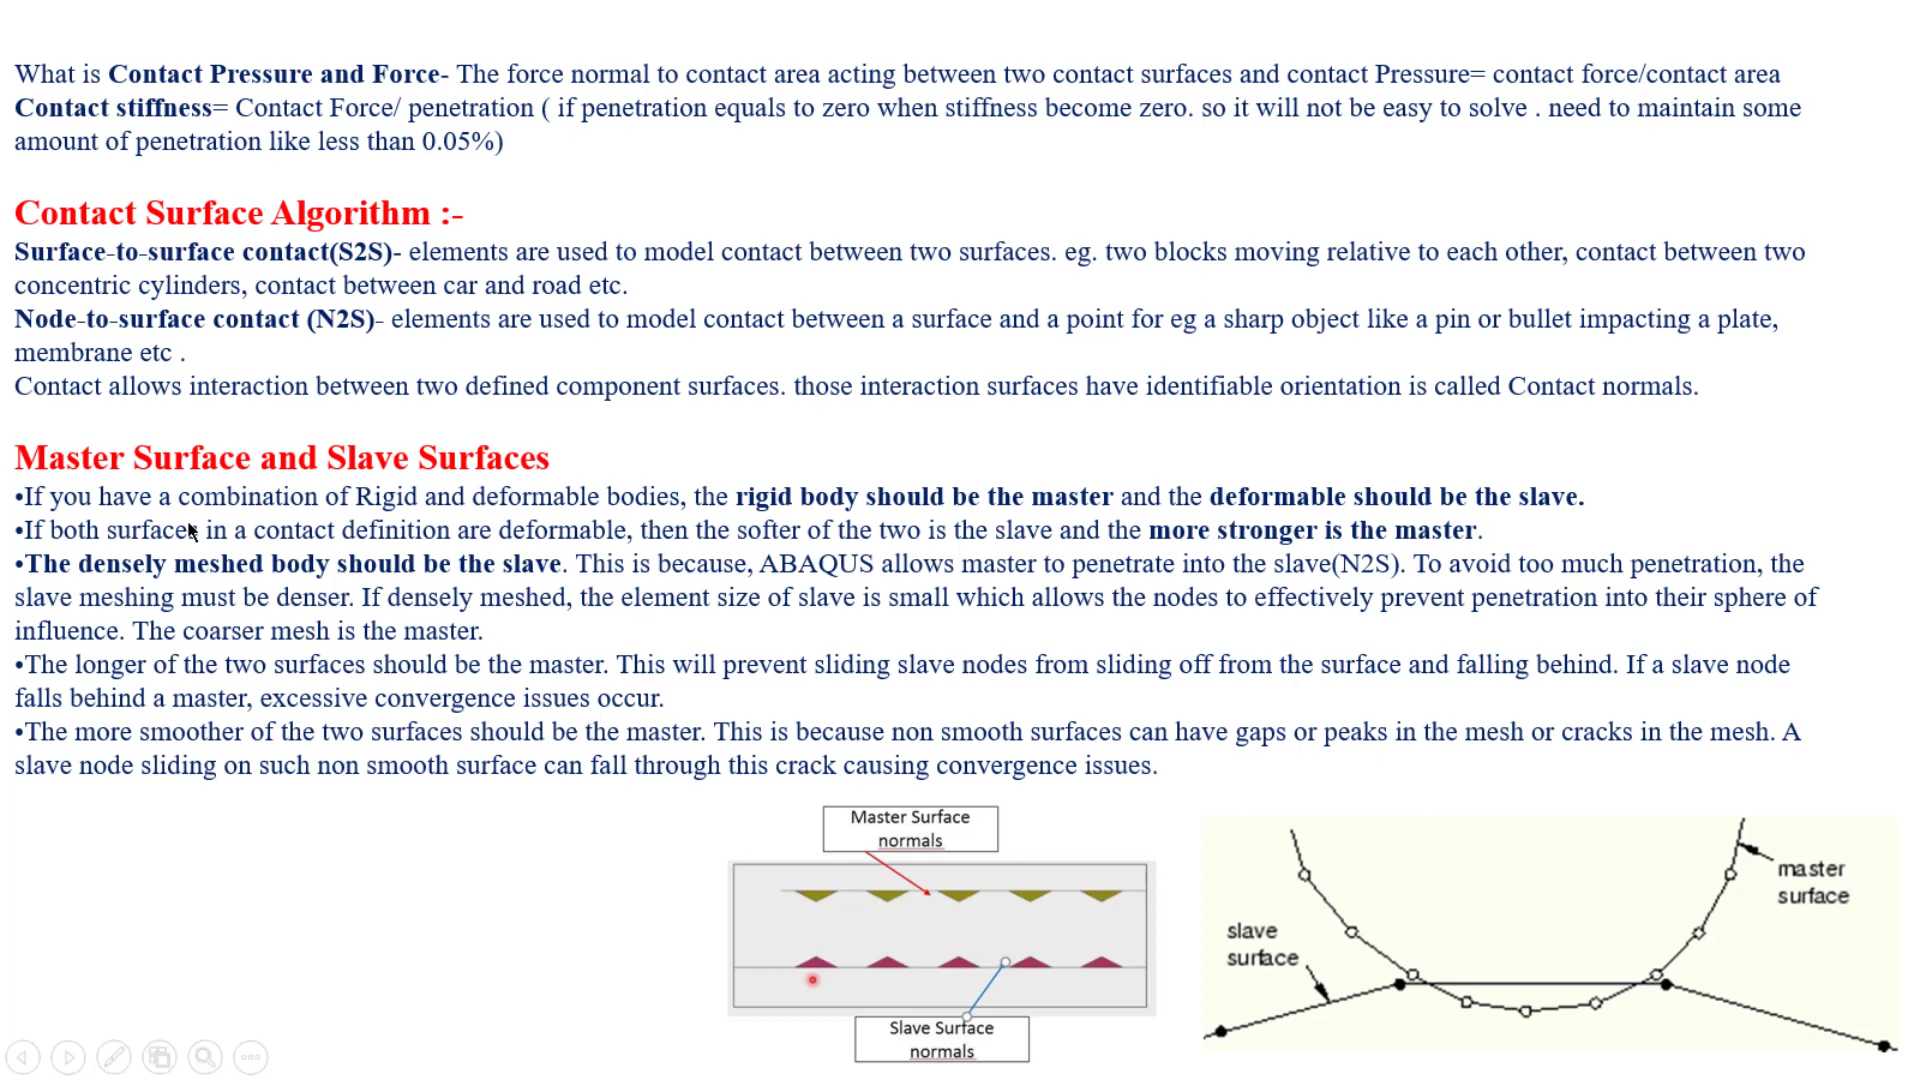 What is Contact Pressure and Force- The force normal to contact area acting between two contact surfaces and contact Pressure= contact force/contact area
Contact stiffness= Contact Force/ penetration ( if penetration equals to zero when stiffness become zero. so it will not be easy to solve . need to maintain some
amount of penetration like less than 0.05%)
Contact Surface Algorithm :-
Surface-to-surface contact(S2S)- elements are used to model contact between two surfaces. eg. two blocks moving relative to each other, contact between two
concentric cylinders, contact between car and road etc.
Node-to-surface contact (N2S)- elements are used to model contact between a surface and a point for eg a sharp object like a pin or bullet impacting a plate,
membrane etc .
Contact allows interaction between two defined component surfaces. those interaction surfaces have identifiable orientation is called Contact normals.
Master Surface and Slave Surfaces
•If you have a combination of Rigid and deformable bodies, the rigid body should be the master and the deformable should be the slave.
•If both surfaces in a contact definition are deformable, then the softer of the two is the slave and the more stronger is the master.
•The densely meshed body should be the slave. This is because, ABAQUS allows master to penetrate into the slave(N2S). To avoid too much penetration, the
slave meshing must be denser. If densely meshed, the element size of slave is small which allows the nodes to effectively prevent penetration into their sphere of
influence. The coarser mesh is the master.
•The longer of the two surfaces should be the master. This will prevent sliding slave nodes from sliding off from the surface and falling behind. If a slave node
falls behind a master, excessive convergence issues occur.
•The more smoother of the two surfaces should be the master. This is because non smooth surfaces can have gaps or peaks in the mesh or cracks in the mesh. A
slave node sliding on such non smooth surface can fall through this crack causing convergence issues.
Master Surface
normals
Slave Surface
normals
slave
surface
master
surface